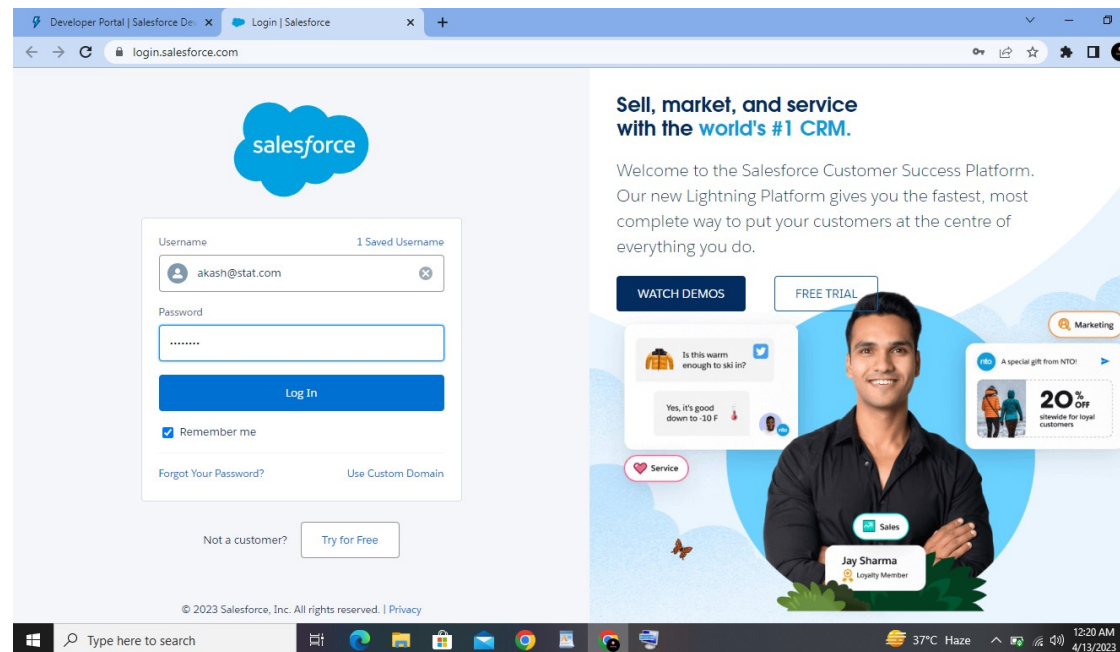 Developer Portal | Salesforce Dev
Login | Salesforce
login.salesforce.com
salesforce
Username
1 Saved Username
akash@stat.com
Password
........
Log In
Remember me
Forgot Your Password?
Use Custom Domain
Not a customer?
Try for Free
© 2023 Salesforce, Inc. All rights reserved. | Privacy
Sell, market, and service
with the world's #1 CRM.
Welcome to the Salesforce Customer Success Platform.
Our new Lightning Platform gives you the fastest, most
complete way to put your customers at the centre of
everything you do.
WATCH DEMOS
FREE TRIAL
Is this warm
enough to ski in?
Yes, it's good
down to -10 F
nto
Service
Marketing
nto
A special gift from NTO!
20% OFF
sitewide for loyal
customers
Sales
Jay Sharma
Loyalty Member
Type here to search
37°C Haze
12:20 AM
4/13/2023